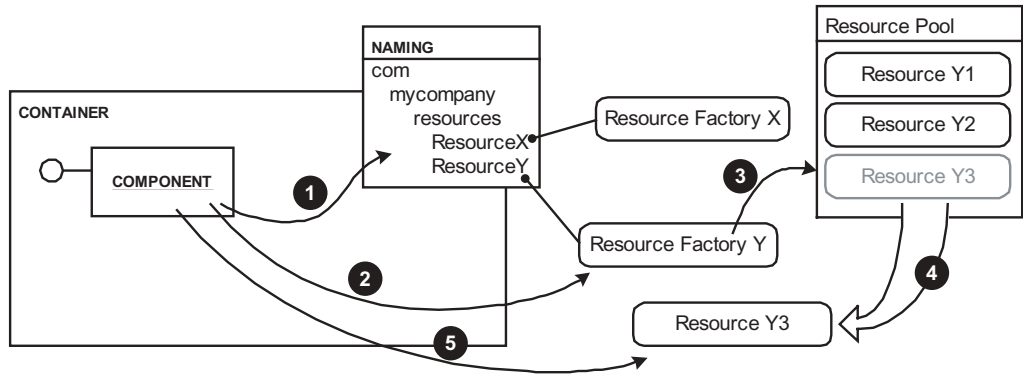 CONTAINER
COMPONENT
NAMING
com
mycompany
resources
ResourceX
ResourceY
1
2
5
Resource Factory X
Resource Factory Y
3
Resource Pool
Resource Y1
Resource Y2
Resource Y3
4
Resource Y3